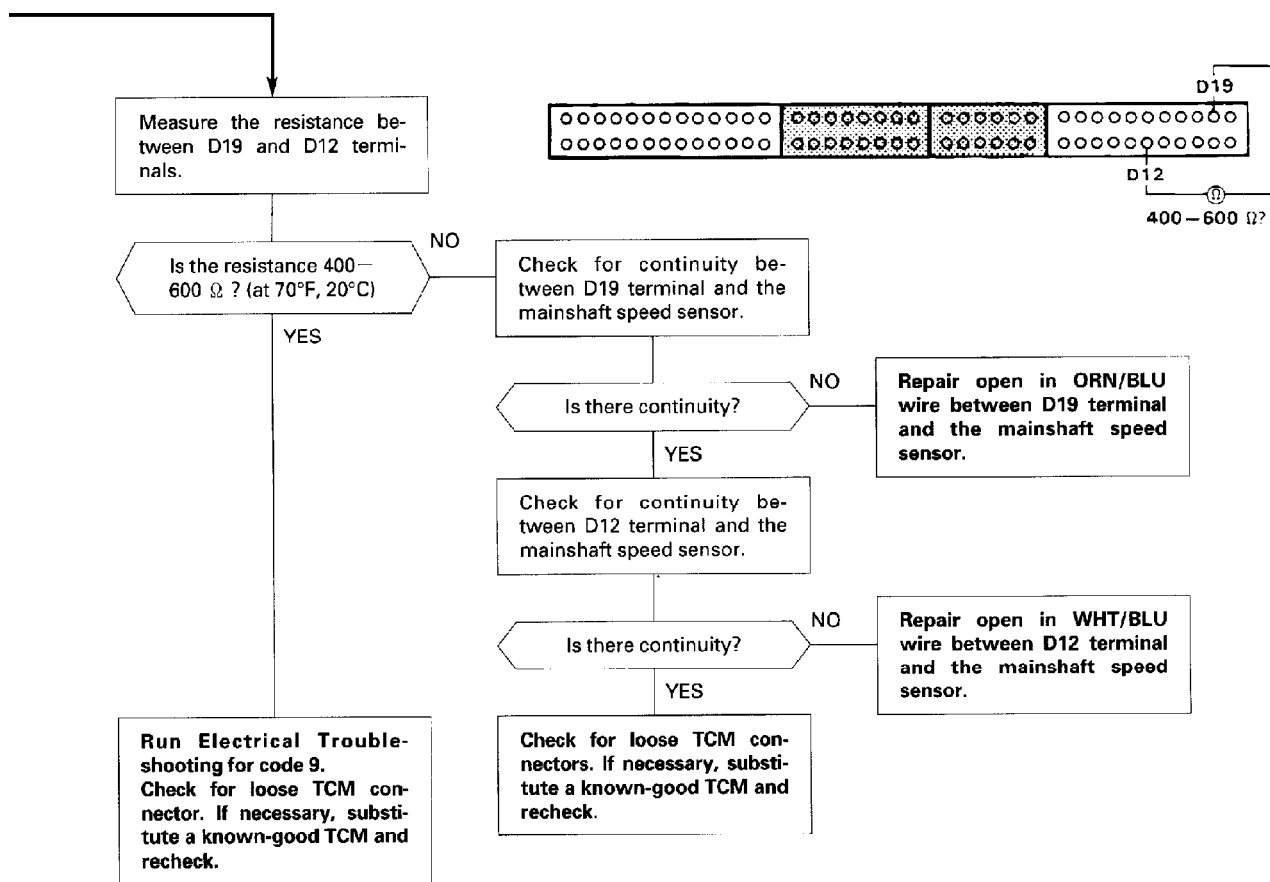 Measure the resistance be-
tween D19 and D12 termi-
nals.
D19
D12
Ω
400－600 Ω?
Is the resistance 400－
600 Ω ? (at 70°F, 20°C)
NO
YES
Check for continuity be-
tween D19 terminal and the
mainshaft speed sensor.
Is there continuity?
NO
Repair open in ORN/BLU
wire between D19 terminal
and the mainshaft speed
sensor.
YES
Check for continuity be-
tween D12 terminal and the
mainshaft speed sensor.
Is there continuity?
NO
Repair open in WHT/BLU
wire between D12 terminal
and the mainshaft speed
sensor.
YES
Run Electrical Trouble-
shooting for code 9.
Check for loose TCM con-
nector. If necessary, substi-
tute a known-good TCM and
recheck.
Check for loose TCM con-
nectors. If necessary, substi-
tute a known-good TCM and
recheck.